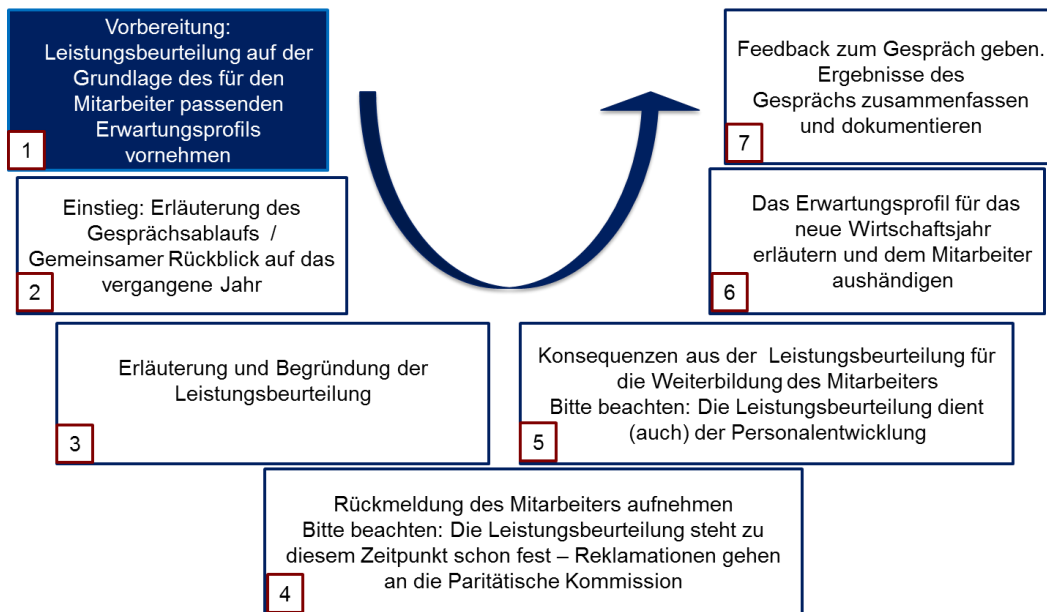 Vorbereitung:
Leistungsbeurteilung auf der
Grundlage des für den
Mitarbeiter passenden
Erwartungsprofils
vornehmen
1
Einstieg: Erläuterung des
Gesprächsablaufs /
Gemeinsamer Rückblick auf das
vergangene Jahr
2
Erläuterung und Begründung der
Leistungsbeurteilung
3
Rückmeldung des Mitarbeiters aufnehmen
Bitte beachten: Die Leistungsbeurteilung steht zu
diesem Zeitpunkt schon fest – Reklamationen gehen
an die Paritätische Kommission
4
Konsequenzen aus der Leistungsbeurteilung für
die Weiterbildung des Mitarbeiters
Bitte beachten: Die Leistungsbeurteilung dient
(auch) der Personalentwicklung
5
Das Erwartungsprofil für das
neue Wirtschaftsjahr
erläutern und dem Mitarbeiter
aushändigen
6
Feedback zum Gespräch geben.
Ergebnisse des
Gesprächs zusammenfassen
und dokumentieren
7